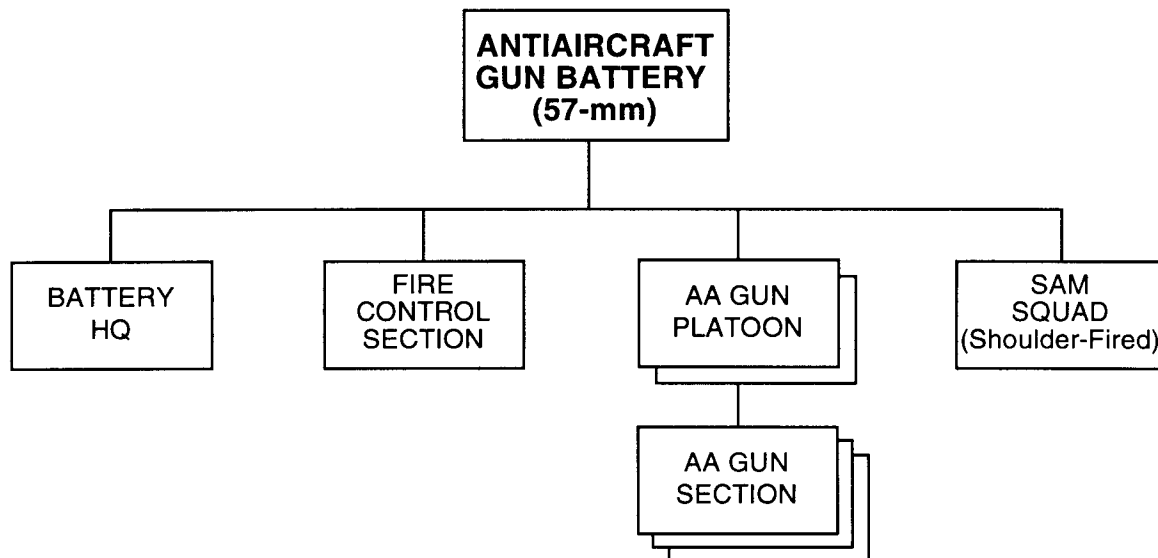 ANTIAIRCRAFT
GUN BATTERY
(57-mm)
BATTERY
HQ
FIRE
CONTROL
SECTION
AA GUN
PLATOON
SAM
SQUAD
(Shoulder-Fired)
AA GUN
SECTION